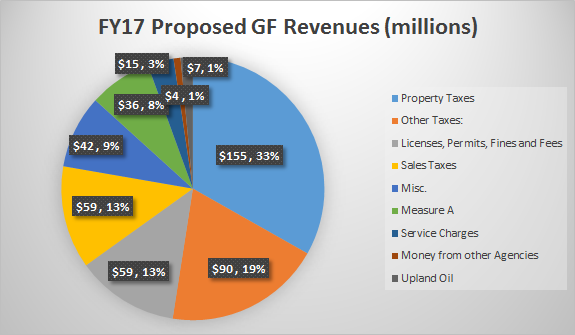 FY17 Proposed GF Revenues (millions)
$15, 3%
$7, 1%
$36, 8%
$4, 1%
$42, 9%
$155, 33%
$59, 13%
$59, 13%
$90, 19%
Property Taxes
Other Taxes:
Licenses, Permits, Fines and Fees
Sales Taxes
Misc.
Measure A
Service Charges
Money from other Agencies
Upland Oil